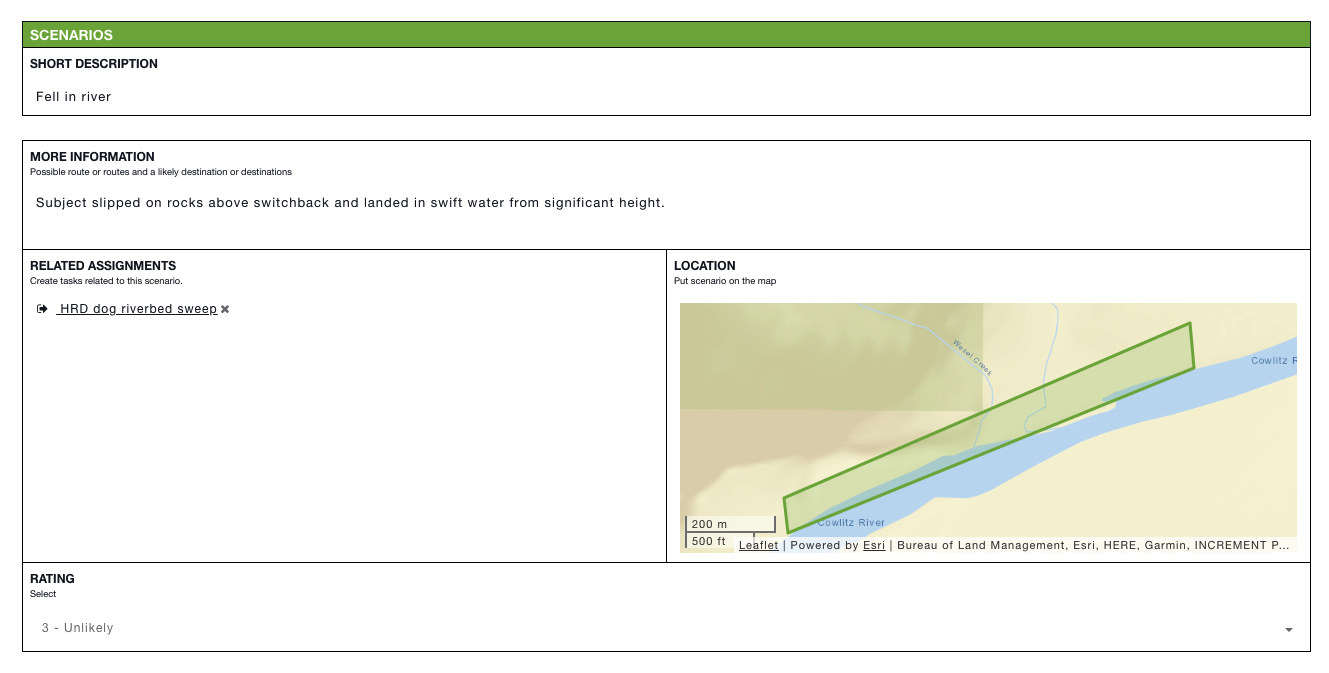 SCENARIOS
SHORT DESCRIPTION
Fell in river
MORE INFORMATION
Possible route or routes and a likely destination or destinations
Subject slipped on rocks above switchback and landed in swift water from significant height.
RELATED ASSIGNMENTS
Create tasks related to this scenario.
HRD dog riverbed sweep
LOCATION
Put scenario on the map
Wesel Creek
Cowlitz R
Cowlitz River
200 m
500 ft
Leaflet | Powered by Esri | Bureau of Land Management, Esri, HERE, Garmin, INCREMENT P...
RATING
Select
3 - Unlikely